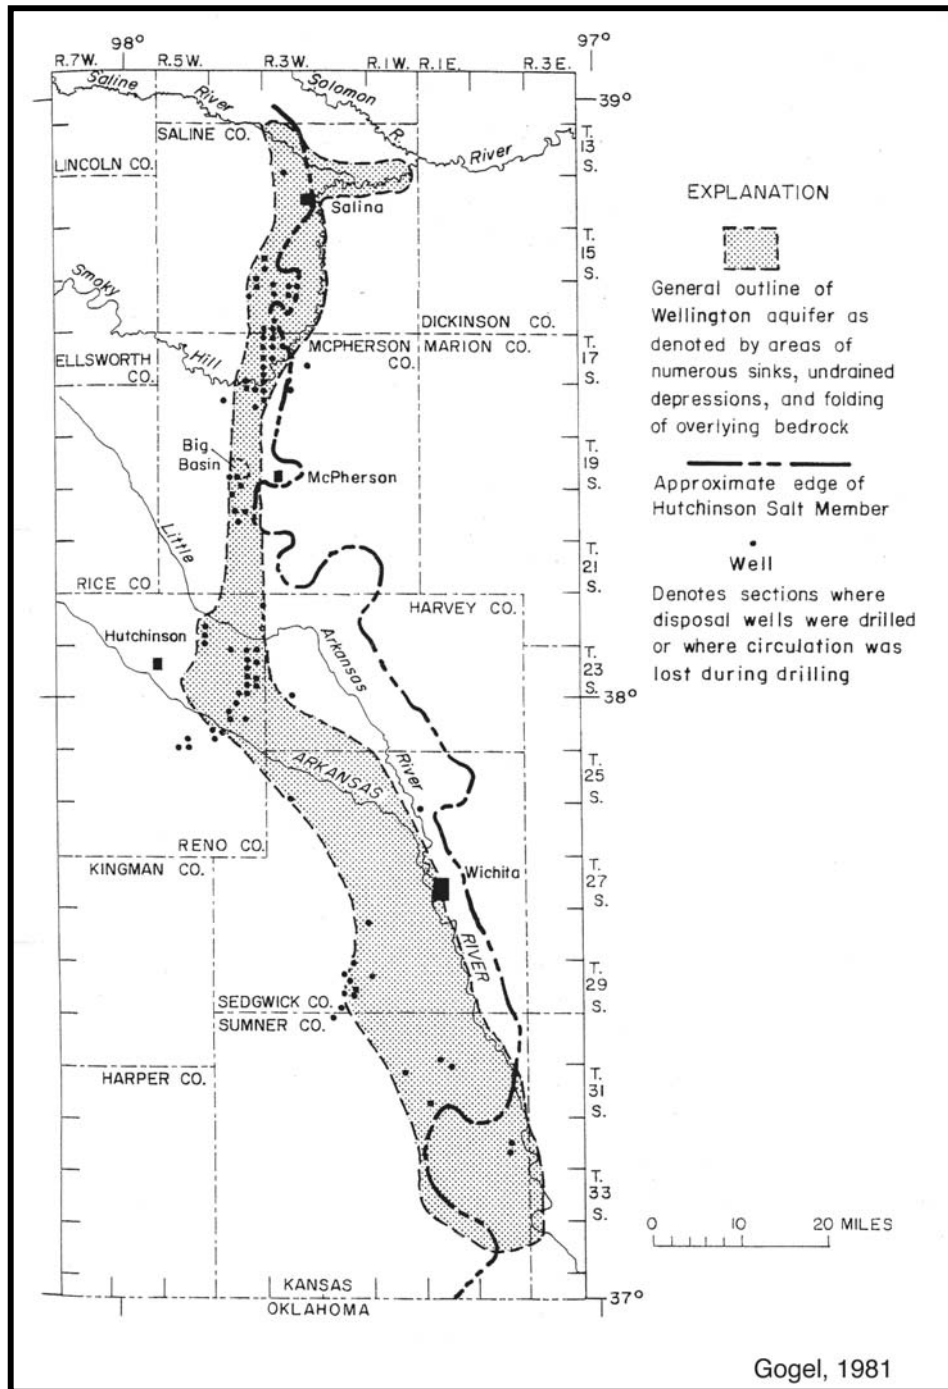 98° 97°
R.7W. R.5W. R.3W. R.1W. R.1E. R.3E.
Saline River
Solomon R.
39°
SALINE CO.
T. 13 S.
River
LINCOLN CO.
Salina
T. 15 S.
Smoky Hill
DICKINSON CO.
MCPHERSON CO.
MARION CO.
ELLSWORTH CO.
T. 17 S.
Big Basin
McPherson
T. 19 S.
Little
T. 21 S.
RICE CO.
HARVEY CO.
Hutchinson
Arkansas River
T. 23 S.
38°
ARKANSAS
T. 25 S.
RENO CO.
KINGMAN CO.
Wichita
T. 27 S.
RIVER
T. 29 S.
SEDGWICK CO.
SUMNER CO.
HARPER CO.
T. 31 S.
T. 33 S.
KANSAS
OKLAHOMA
37°
EXPLANATION
General outline of
Wellington aquifer as
denoted by areas of
numerous sinks, undrained
depressions, and folding
of overlying bedrock
Approximate edge of
Hutchinson Salt Member
Well
Denotes sections where
disposal wells were drilled
or where circulation was
lost during drilling
0 10 20 MILES
Gogel, 1981